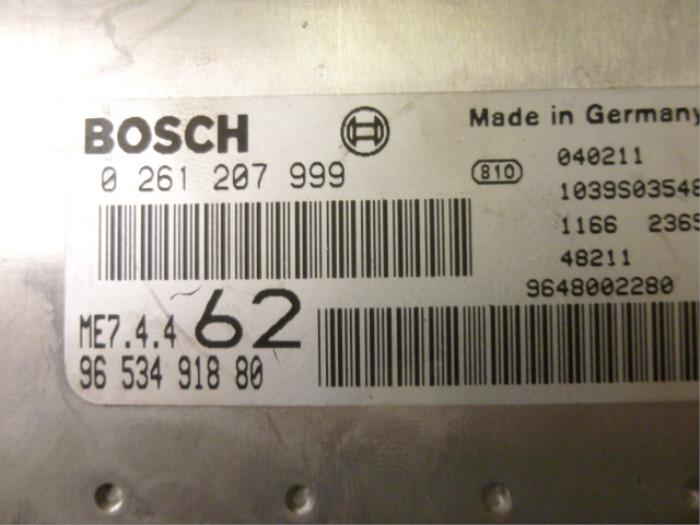 BOSCH
Made in Germany
0 261 207 999
810
040211
1039S03548
1166 2365
48211
9648002280
ME7.4.4 62
96 534 918 80